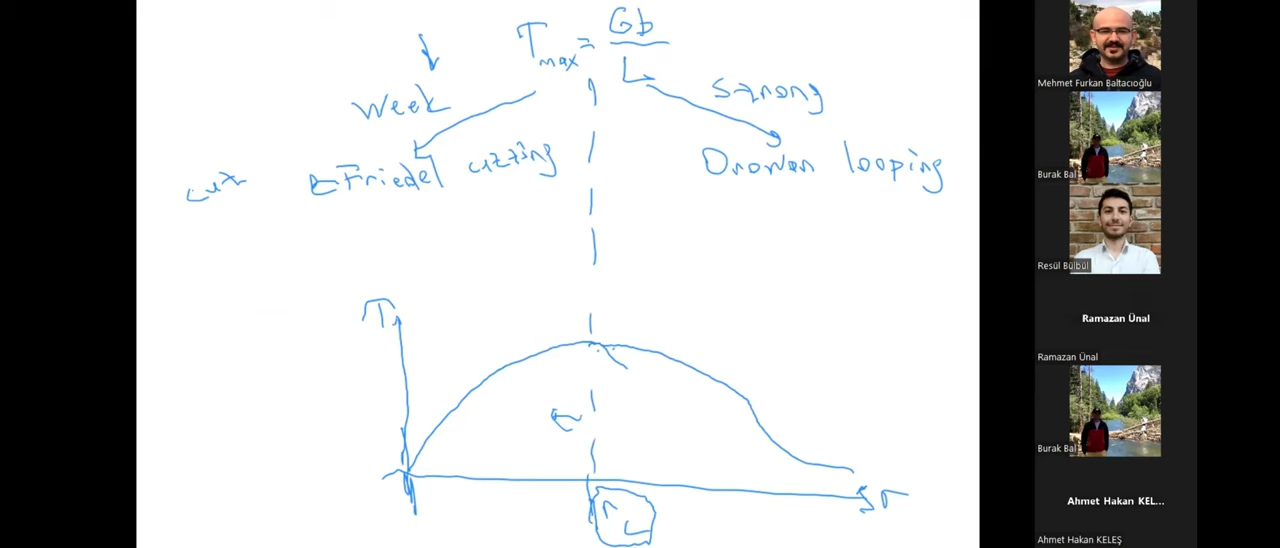 τmax = Gb / L
Week
Strong
cut
Friedel cutting
Orowan looping
τ
r
rc
Mehmet Furkan Baltacıoğlu
Burak Bal
Resül Bülbül
Ramazan Ünal
Ramazan Ünal
Burak Bal
Ahmet Hakan KEL...
Ahmet Hakan KELEŞ